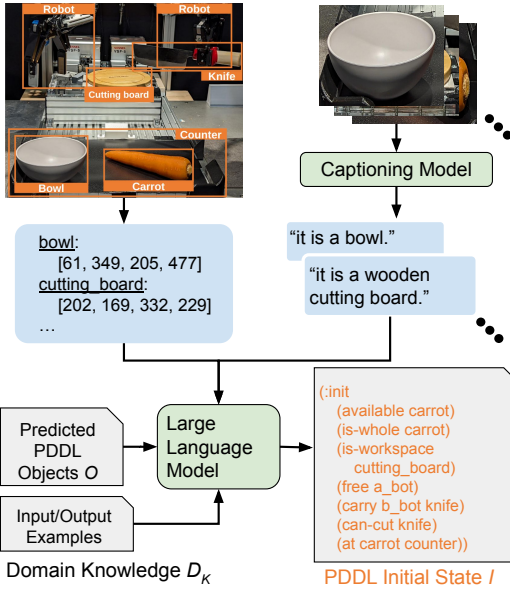 Robot
Robot
Knife
Cutting board
Counter
Bowl
Carrot
Captioning Model
bowl:
[61, 349, 205, 477]
cutting_board:
[202, 169, 332, 229]
…
“it is a bowl.”
“it is a wooden
cutting board.”
Predicted
PDDL
Objects O
Input/Output
Examples
Large
Language
Model
(:init
(available carrot)
(is-whole carrot)
(is-workspace
cutting_board)
(free a_bot)
(carry b_bot knife)
(can-cut knife)
(at carrot counter))
Domain Knowledge D_K
PDDL Initial State I